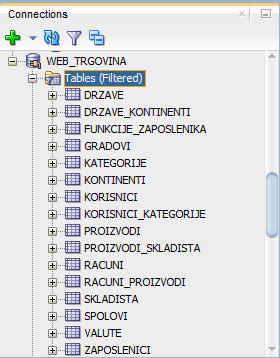 Connections
WEB_TRGOVINA
Tables (Filtered)
DRZAVE
DRZAVE_KONTINENTI
FUNKCIJE_ZAPOSLENIKA
GRADOVI
KATEGORIJE
KONTINENTI
KORISNICI
KORISNICI_KATEGORIJE
PROIZVODI
PROIZVODI_SKLADISTA
RACUNI
RACUNI_PROIZVODI
SKLADISTA
SPOLOVI
VALUTE
ZAPOSLENICI